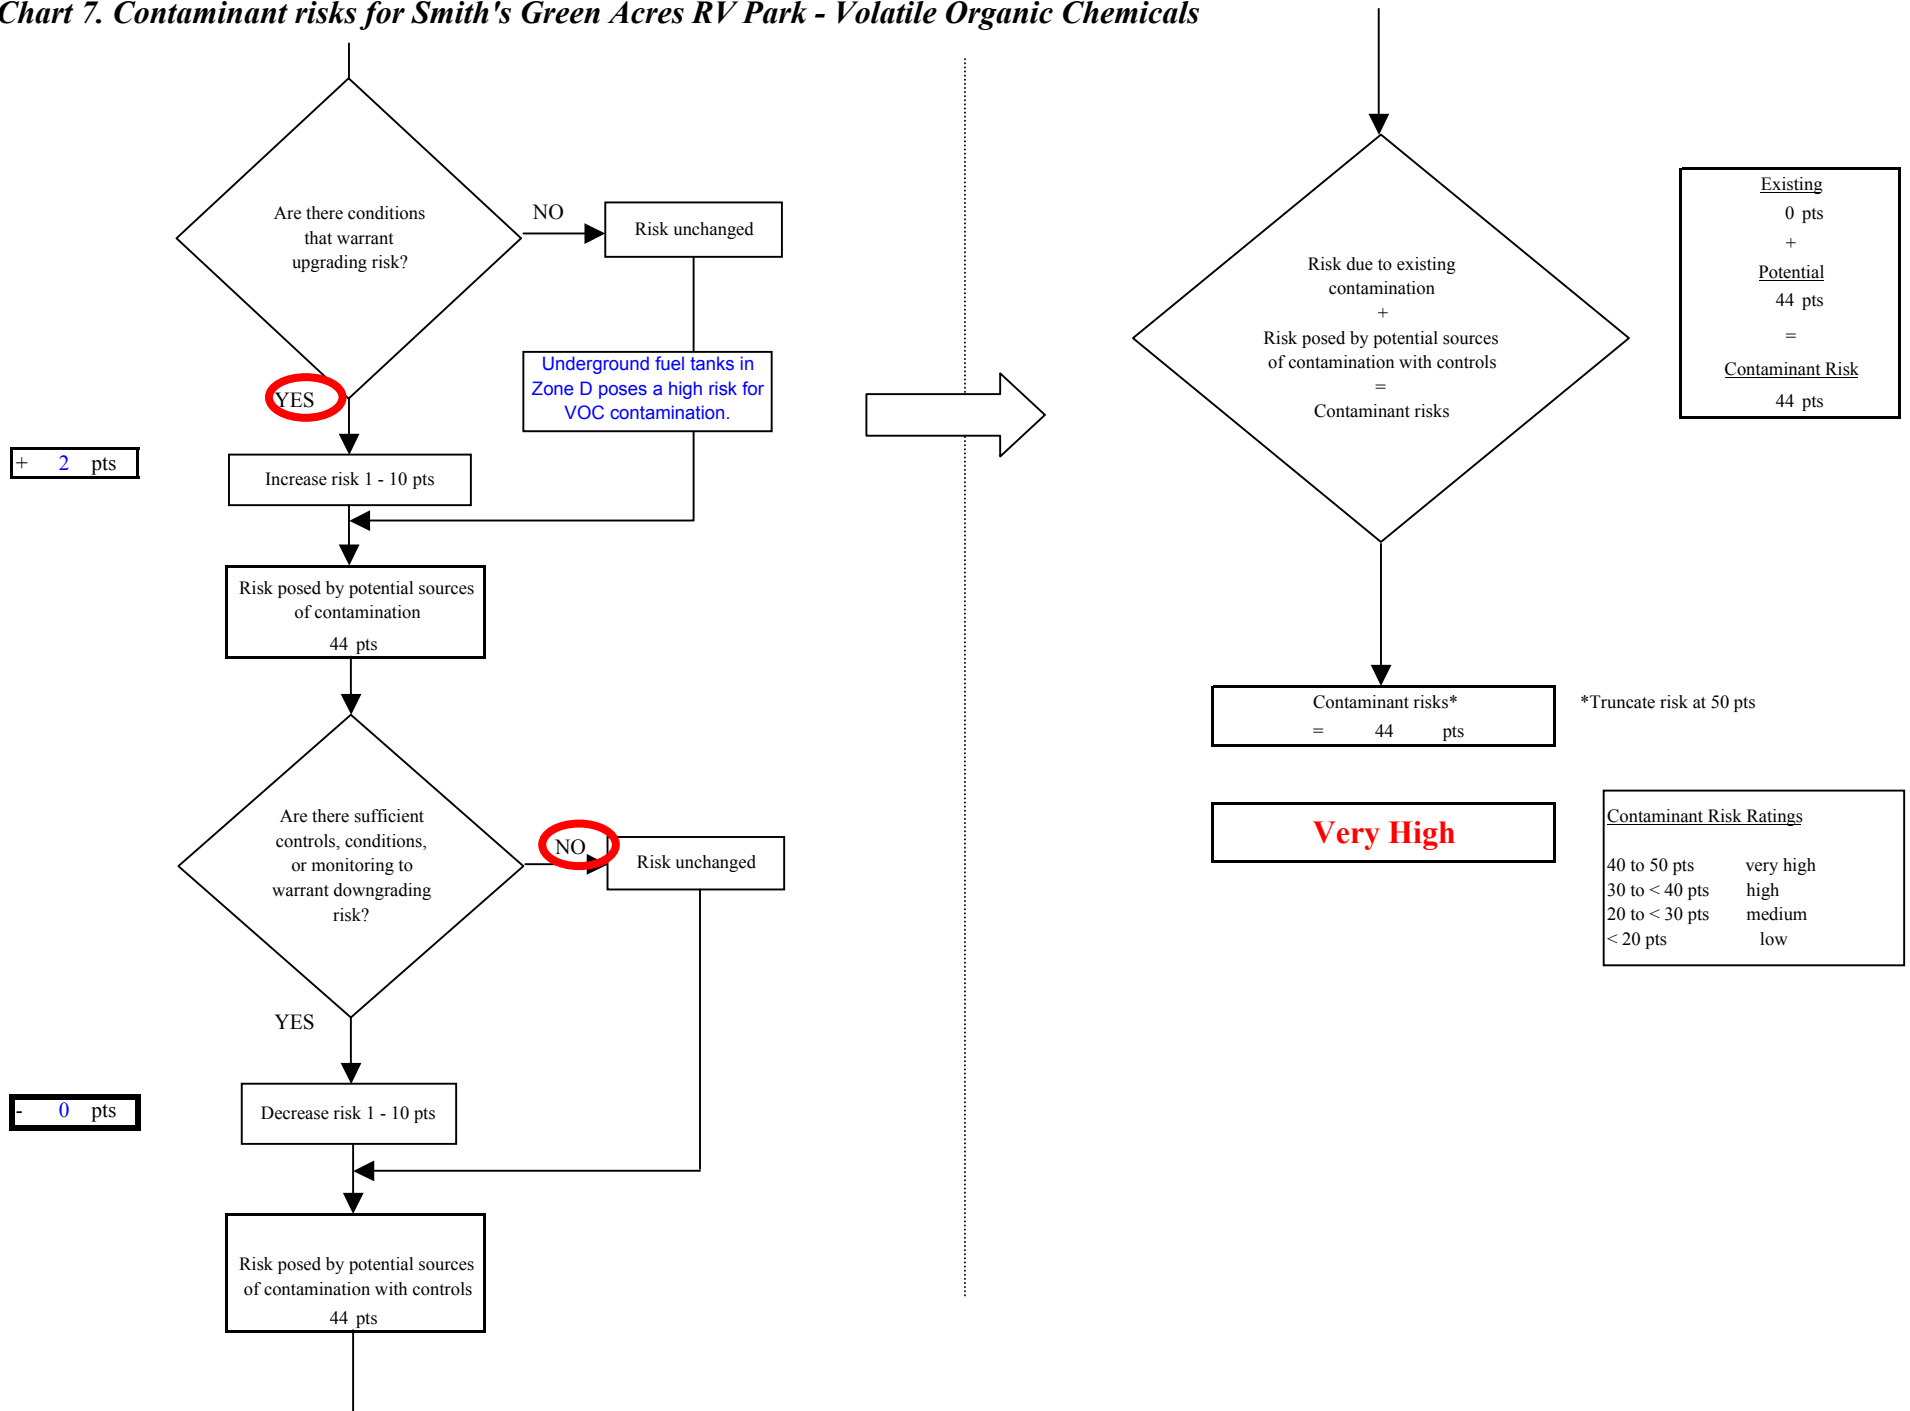 Chart 7. Contaminant risks for Smith's Green Acres RV Park - Volatile Organic Chemicals
Are there conditions
that warrant
upgrading risk?
NO
Risk unchanged
Underground fuel tanks in
Zone D poses a high risk for
VOC contamination.
YES
+ 2 pts
Increase risk 1 - 10 pts
Risk posed by potential sources
of contamination
44 pts
Are there sufficient
controls, conditions,
or monitoring to
warrant downgrading
risk?
NO
Risk unchanged
YES
- 0 pts
Decrease risk 1 - 10 pts
Risk posed by potential sources
of contamination with controls
44 pts
Risk due to existing
contamination
+
Risk posed by potential sources
of contamination with controls
=
Contaminant risks
Existing
0 pts
+
Potential
44 pts
=
Contaminant Risk
44 pts
Contaminant risks*
= 44 pts
*Truncate risk at 50 pts
Very High
Contaminant Risk Ratings
40 to 50 pts very high
30 to < 40 pts high
20 to < 30 pts medium
< 20 pts low